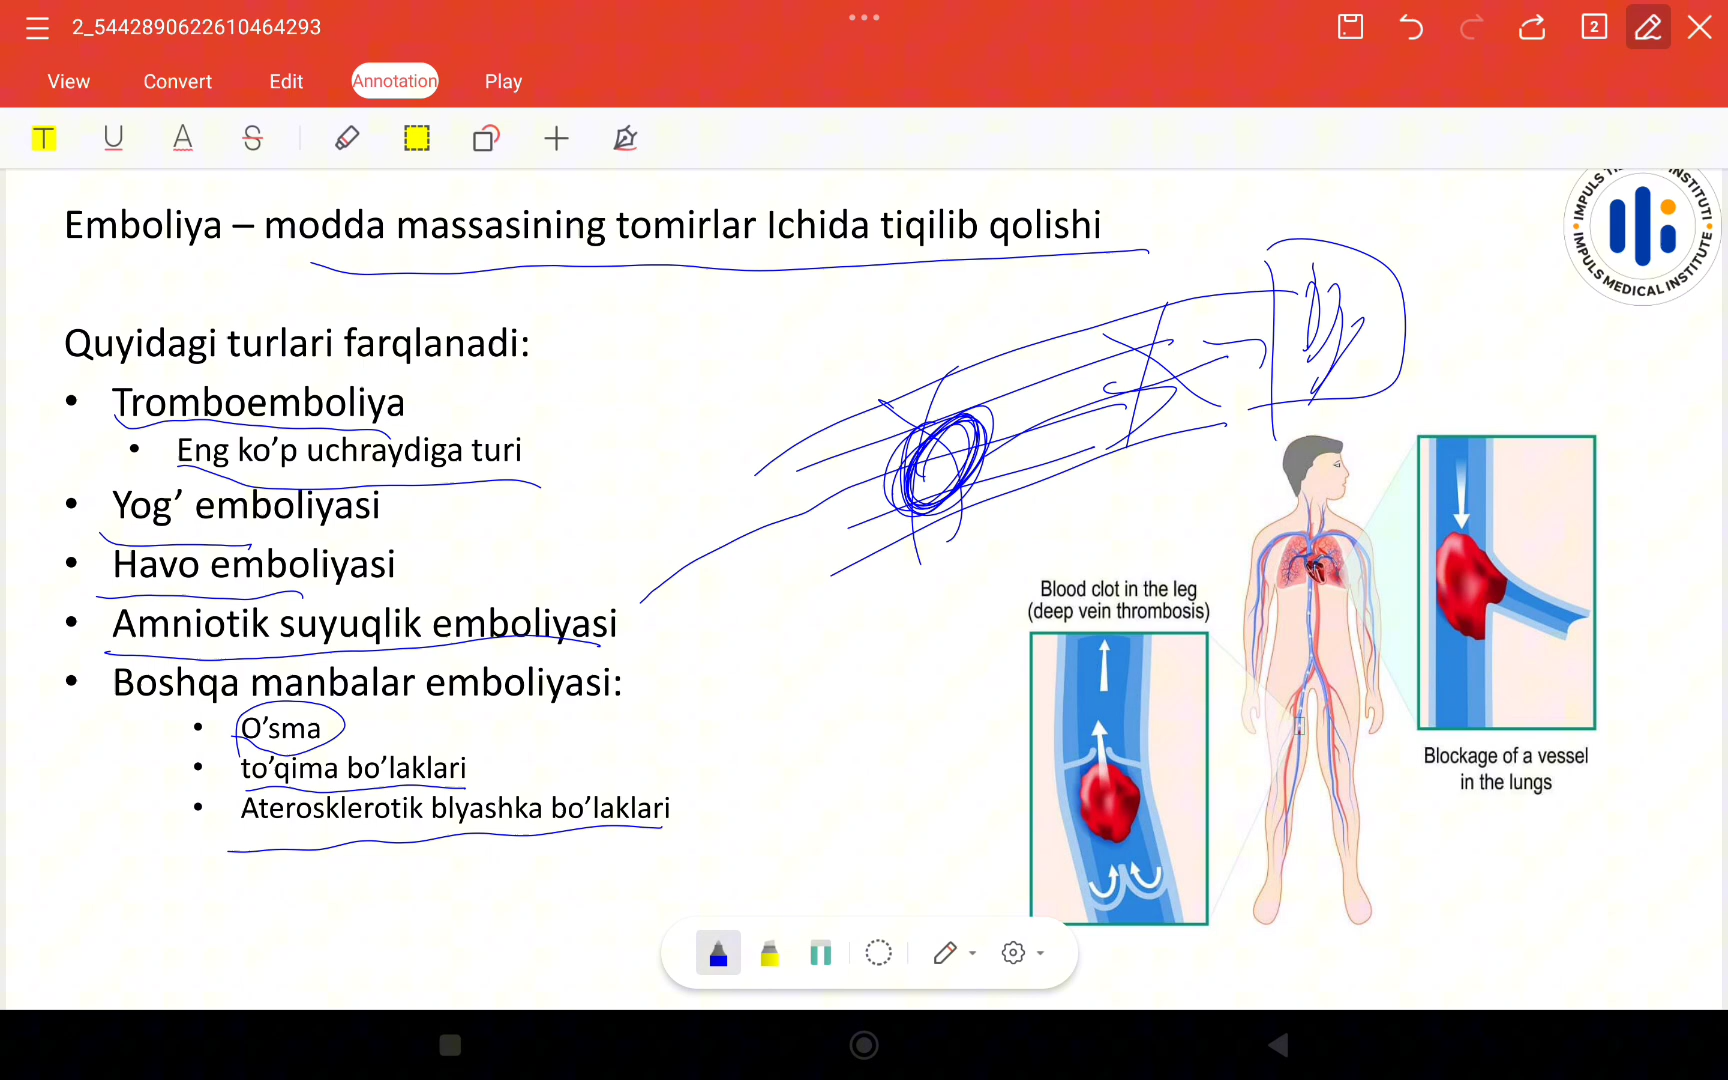 2_5442890622610464293
2
View Convert Edit Annotation Play
T U A S
Emboliya – modda massasining tomirlar Ichida tiqilib qolishi
Quyidagi turlari farqlanadi:
• Tromboemboliya
• Eng ko’p uchraydiga turi
• Yog’ emboliyasi
• Havo emboliyasi
• Amniotik suyuqlik emboliyasi
• Boshqa manbalar emboliyasi:
• O’sma
• to’qima bo’laklari
• Aterosklerotik blyashka bo’laklari
IMPULS MEDICAL INSTITUTE
Blood clot in the leg
(deep vein thrombosis)
Blockage of a vessel
in the lungs